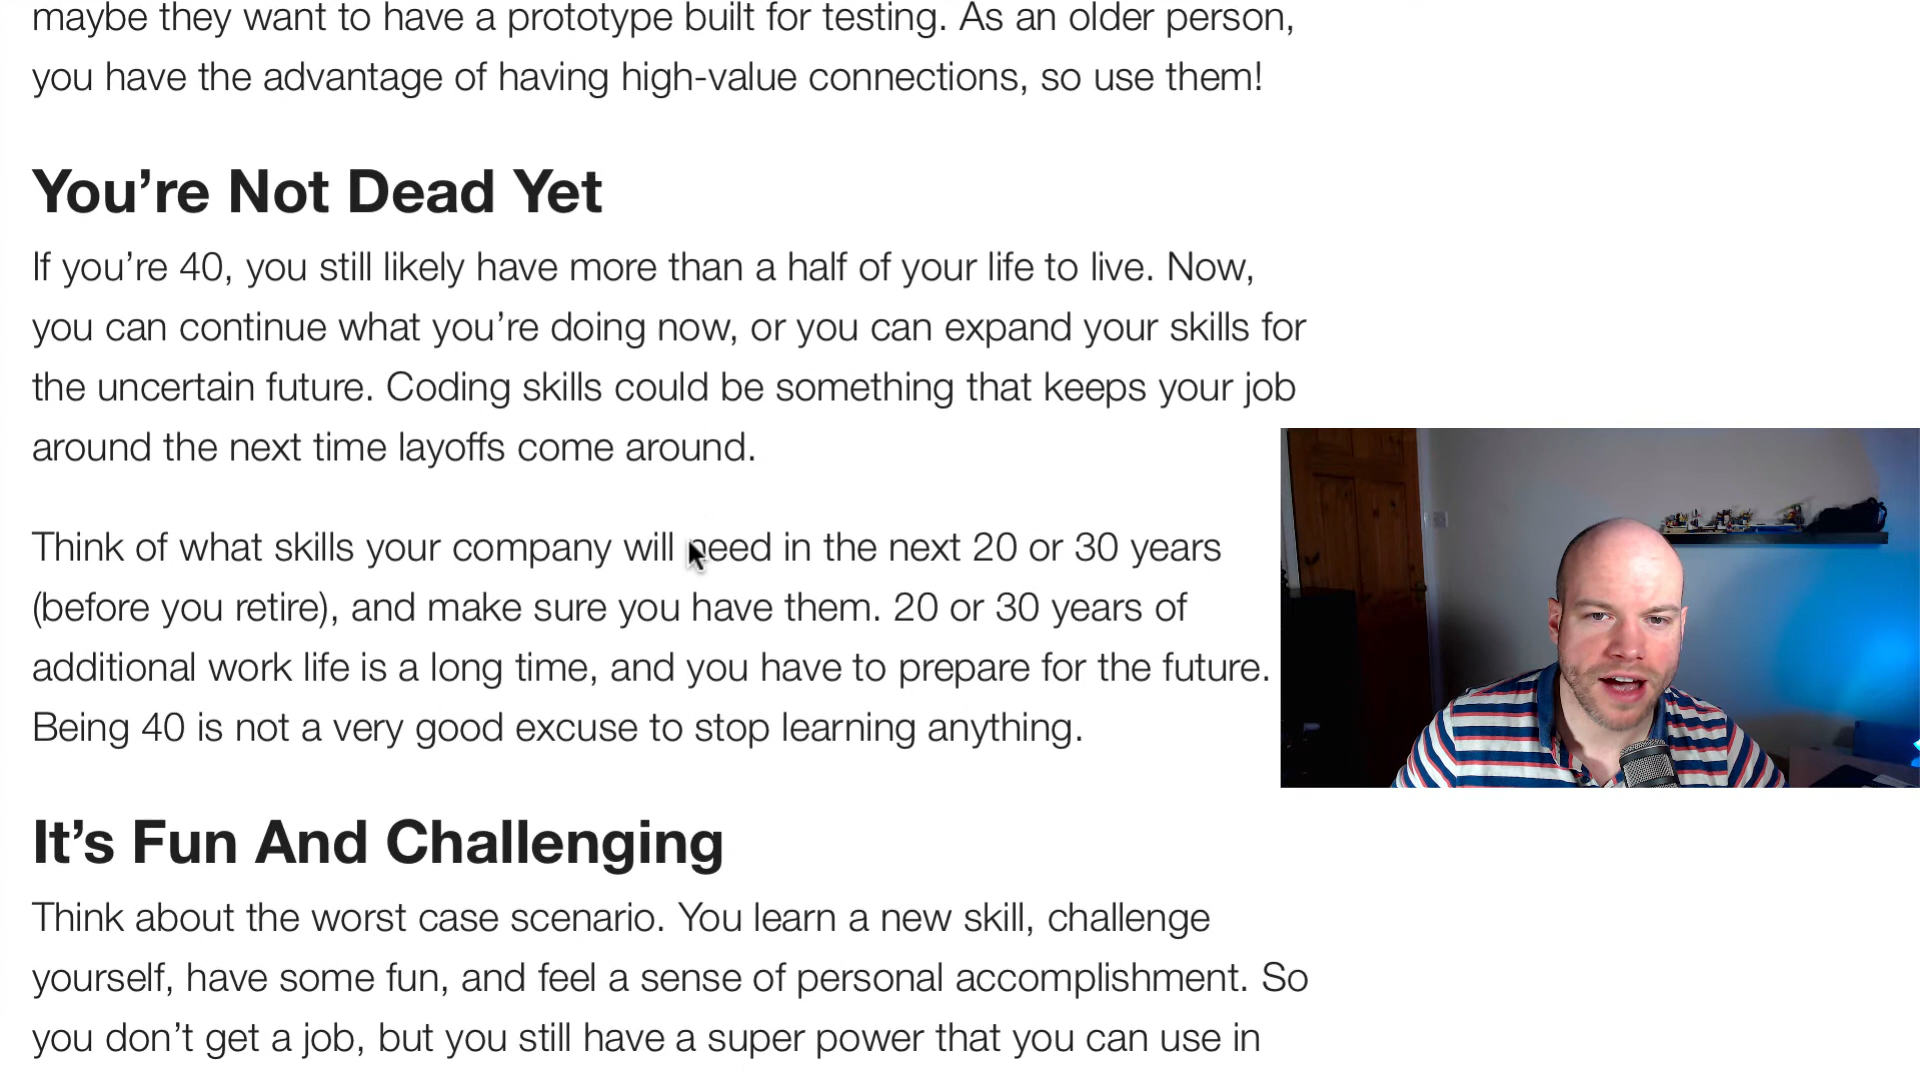 maybe they want to have a prototype built for testing. As an older person,
you have the advantage of having high-value connections, so use them!
You’re Not Dead Yet
If you’re 40, you still likely have more than a half of your life to live. Now,
you can continue what you’re doing now, or you can expand your skills for
the uncertain future. Coding skills could be something that keeps your job
around the next time layoffs come around.
Think of what skills your company will need in the next 20 or 30 years
(before you retire), and make sure you have them. 20 or 30 years of
additional work life is a long time, and you have to prepare for the future.
Being 40 is not a very good excuse to stop learning anything.
It’s Fun And Challenging
Think about the worst case scenario. You learn a new skill, challenge
yourself, have some fun, and feel a sense of personal accomplishment. So
you don’t get a job, but you still have a super power that you can use in